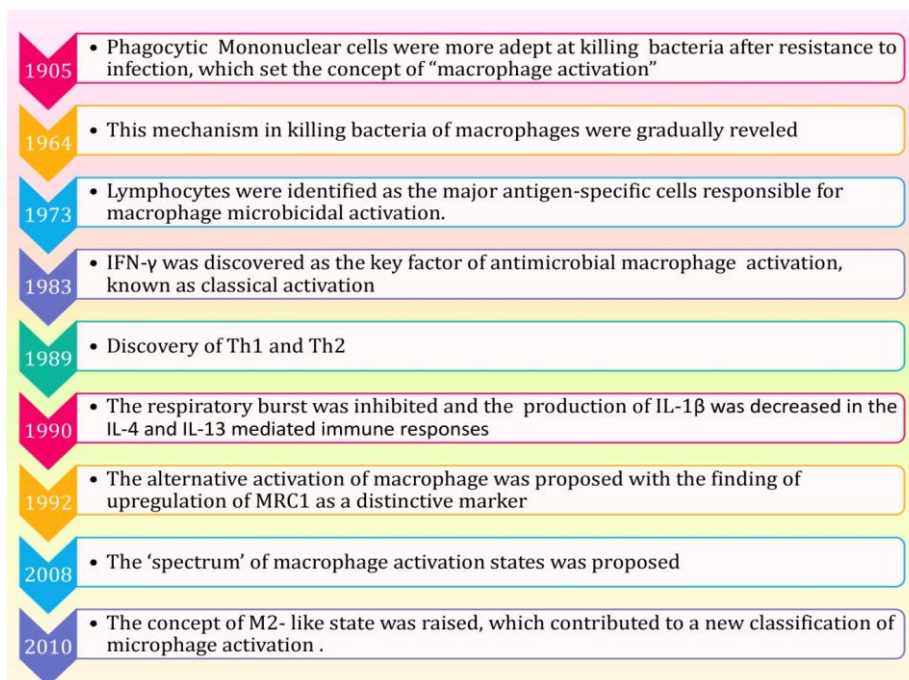 1905
• Phagocytic Mononuclear cells were more adept at killing bacteria after resistance to
infection, which set the concept of “macrophage activation”
1964
• This mechanism in killing bacteria of macrophages were gradually reveled
1973
• Lymphocytes were identified as the major antigen-specific cells responsible for
macrophage microbicidal activation.
1983
• IFN-γ was discovered as the key factor of antimicrobial macrophage activation,
known as classical activation
1989
• Discovery of Th1 and Th2
1990
• The respiratory burst was inhibited and the production of IL-1β was decreased in the
IL-4 and IL-13 mediated immune responses
1992
• The alternative activation of macrophage was proposed with the finding of
upregulation of MRC1 as a distinctive marker
2008
• The ‘spectrum’ of macrophage activation states was proposed
2010
• The concept of M2- like state was raised, which contributed to a new classification of
microphage activation .